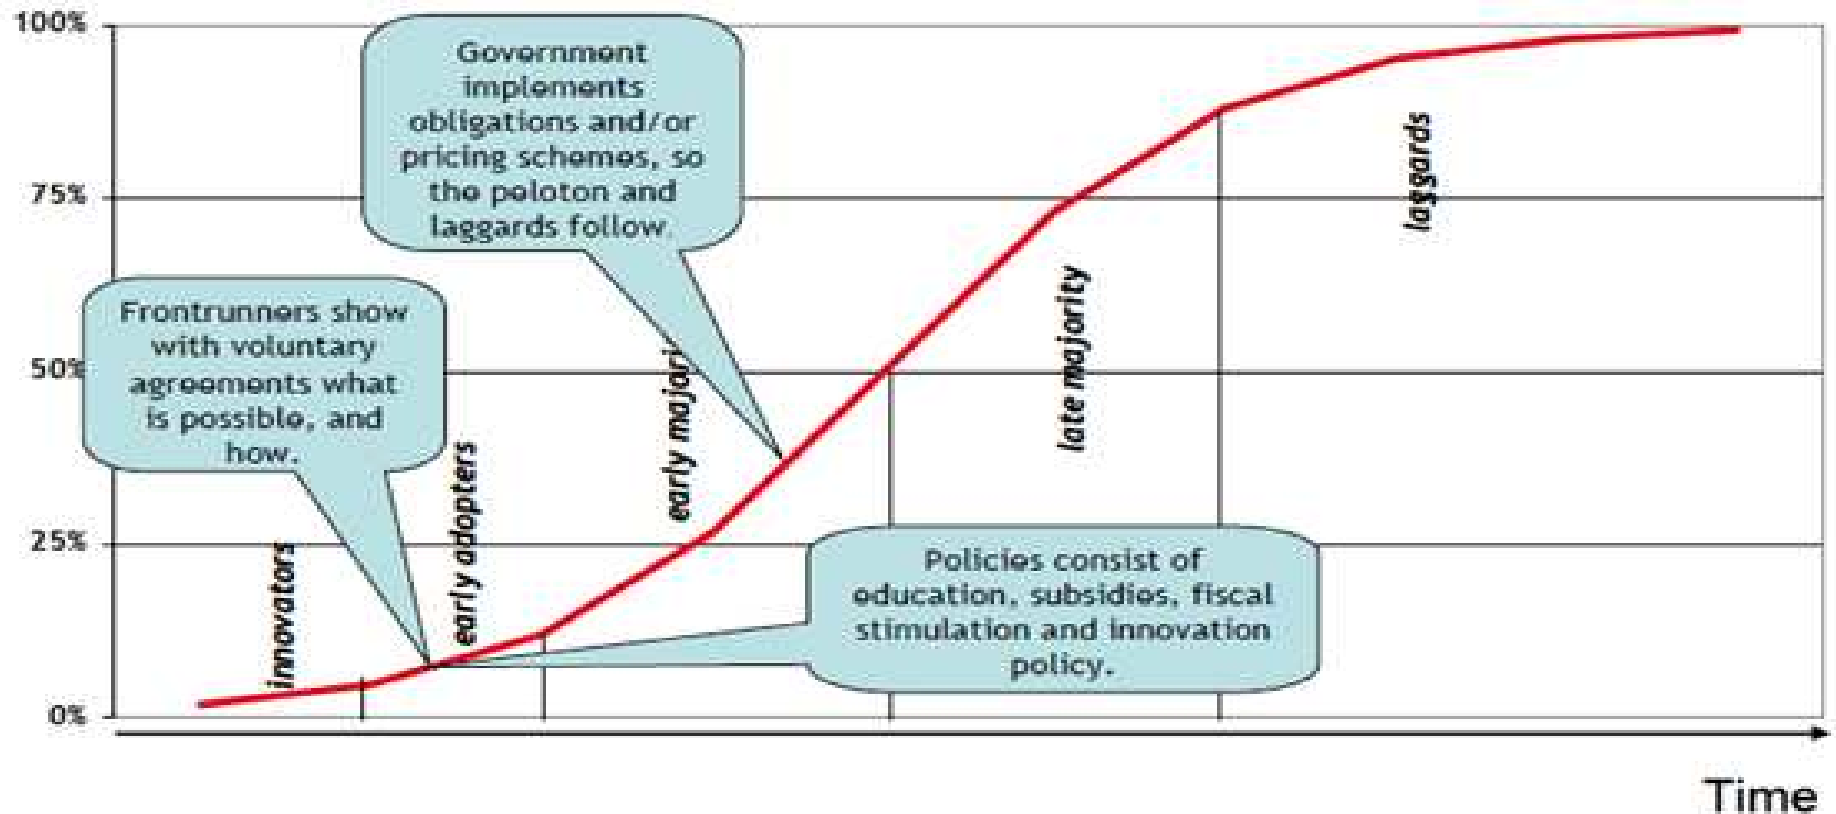 100%
75%
50%
25%
0%
Government
implements
obligations and/or
pricing schemes, so
the peloton and
laggards follow.
Frontrunners show
with voluntary
agreements what
is possible, and
how.
Policies consist of
education, subsidies, fiscal
stimulation and innovation
policy.
innovators
early adopters
early majori
late majority
laggards
Time